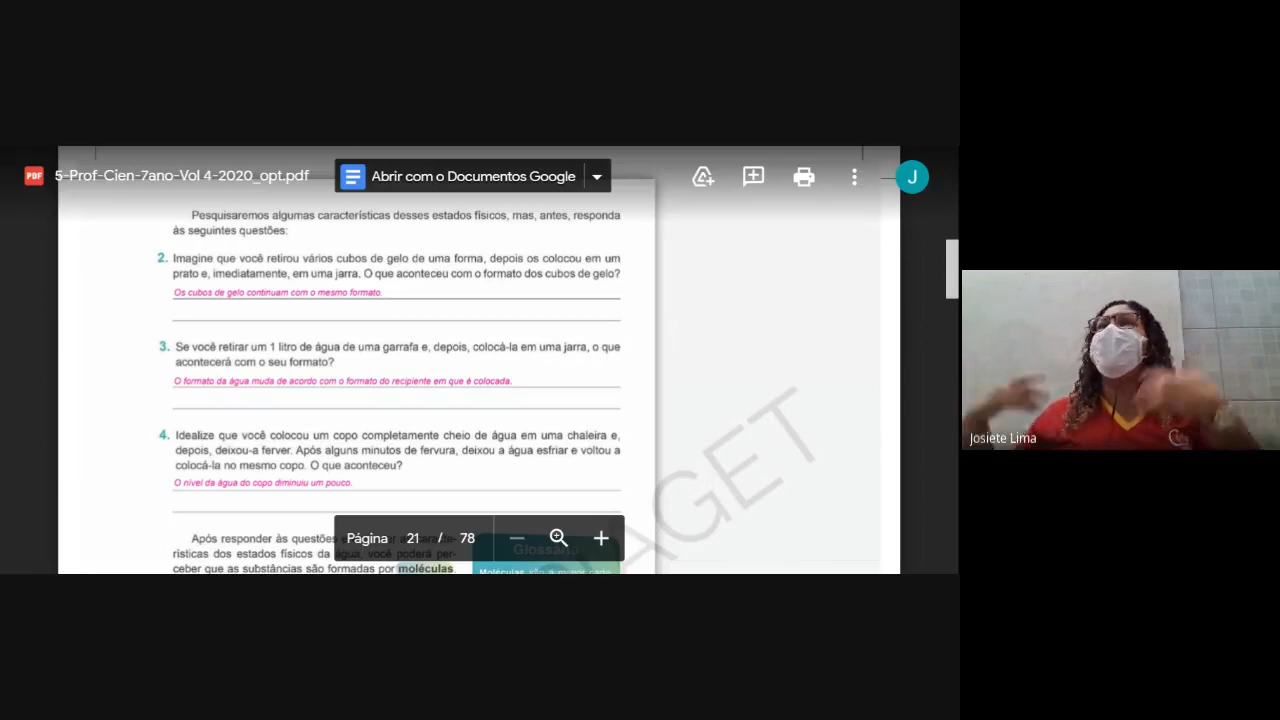 5-Prof-Cien-7ano-Vol 4-2020_opt.pdf
Abrir com o Documentos Google
J
Pesquisaremos algumas características desses estados físicos, mas, antes, responda
às seguintes questões:
2. Imagine que você retirou vários cubos de gelo de uma forma, depois os colocou em um
prato e, imediatamente, em uma jarra. O que aconteceu com o formato dos cubos de gelo?
Os cubos de gelo continuam com o mesmo formato.
3. Se você retirar um 1 litro de água de uma garrafa e, depois, colocá-la em uma jarra, o que
acontecerá com o seu formato?
O formato da água muda de acordo com o formato do recipiente em que é colocada.
4. Idealize que você colocou um copo completamente cheio de água em uma chaleira e,
depois, deixou-a ferver. Após alguns minutos de fervura, deixou a água esfriar e voltou a
colocá-la no mesmo copo. O que aconteceu?
O nível da água do copo diminuiu um pouco.
Após responder às questões
rísticas dos estados físicos da água, você poderá per-
ceber que as substâncias são formadas por moléculas.
Página 21 / 78
Glossário
Moléculas
AGET
PDF
Josiete Lima